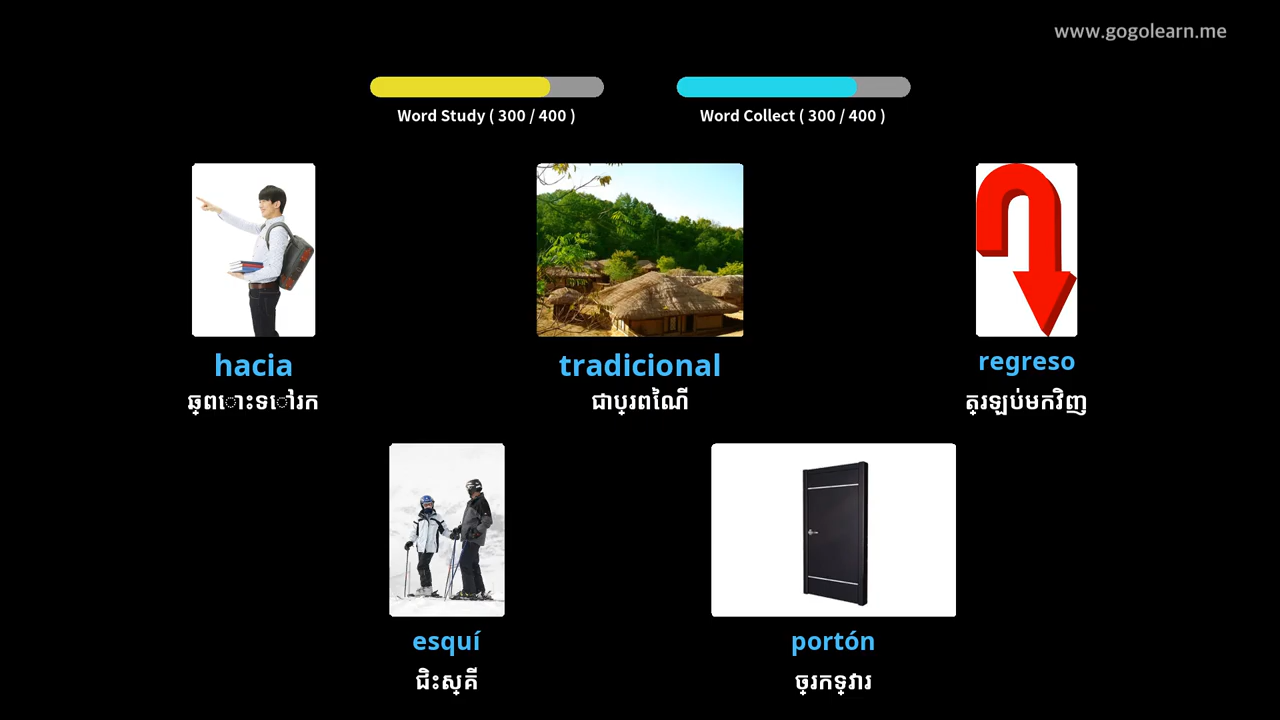 www.gogolearn.me
Word Study ( 300 / 400 )
Word Collect ( 300 / 400 )
hacia
ឆ្ពោះទៅរក
tradicional
ជាប្រពណី
regreso
ត្រឡប់មកវិញ
esquí
ជិះស្គី
portón
ច្រកទ្វារ